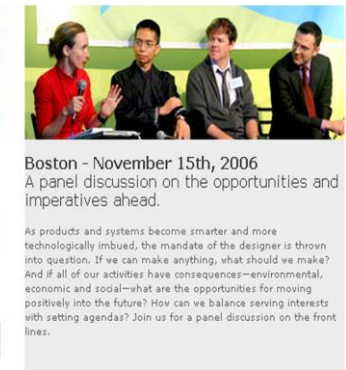 Boston - November 15th, 2006
A panel discussion on the opportunities and
imperatives ahead.
As products and systems become smarter and more
technologically imbued, the mandate of the designer is thrown
into question. If we can make anything, what should we make?
And if all of our activities have consequences—environmental,
economic and social—what are the opportunities for moving
positively into the future? How can we balance serving interests
with setting agendas? Join us for a panel discussion on the front
lines.